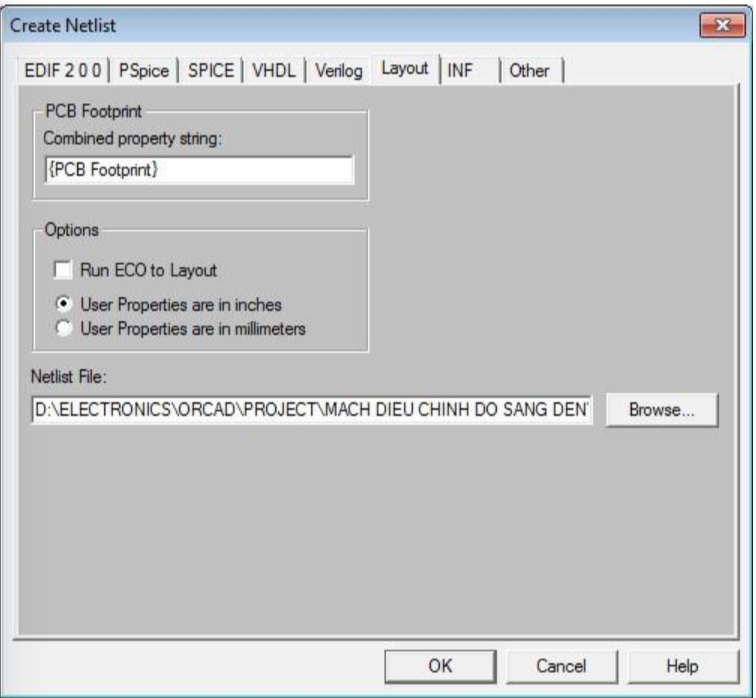 Create Netlist
EDIF 2 0 0 PSpice SPICE VHDL Verilog Layout INF Other
PCB Footprint
Combined property string:
{PCB Footprint}
Options
Run ECO to Layout
User Properties are in inches
User Properties are in millimeters
Netlist File:
D:\ELECTRONICS\ORCAD\PROJECT\MACH DIEU CHINH DO SANG DEN
Browse...
OK Cancel Help